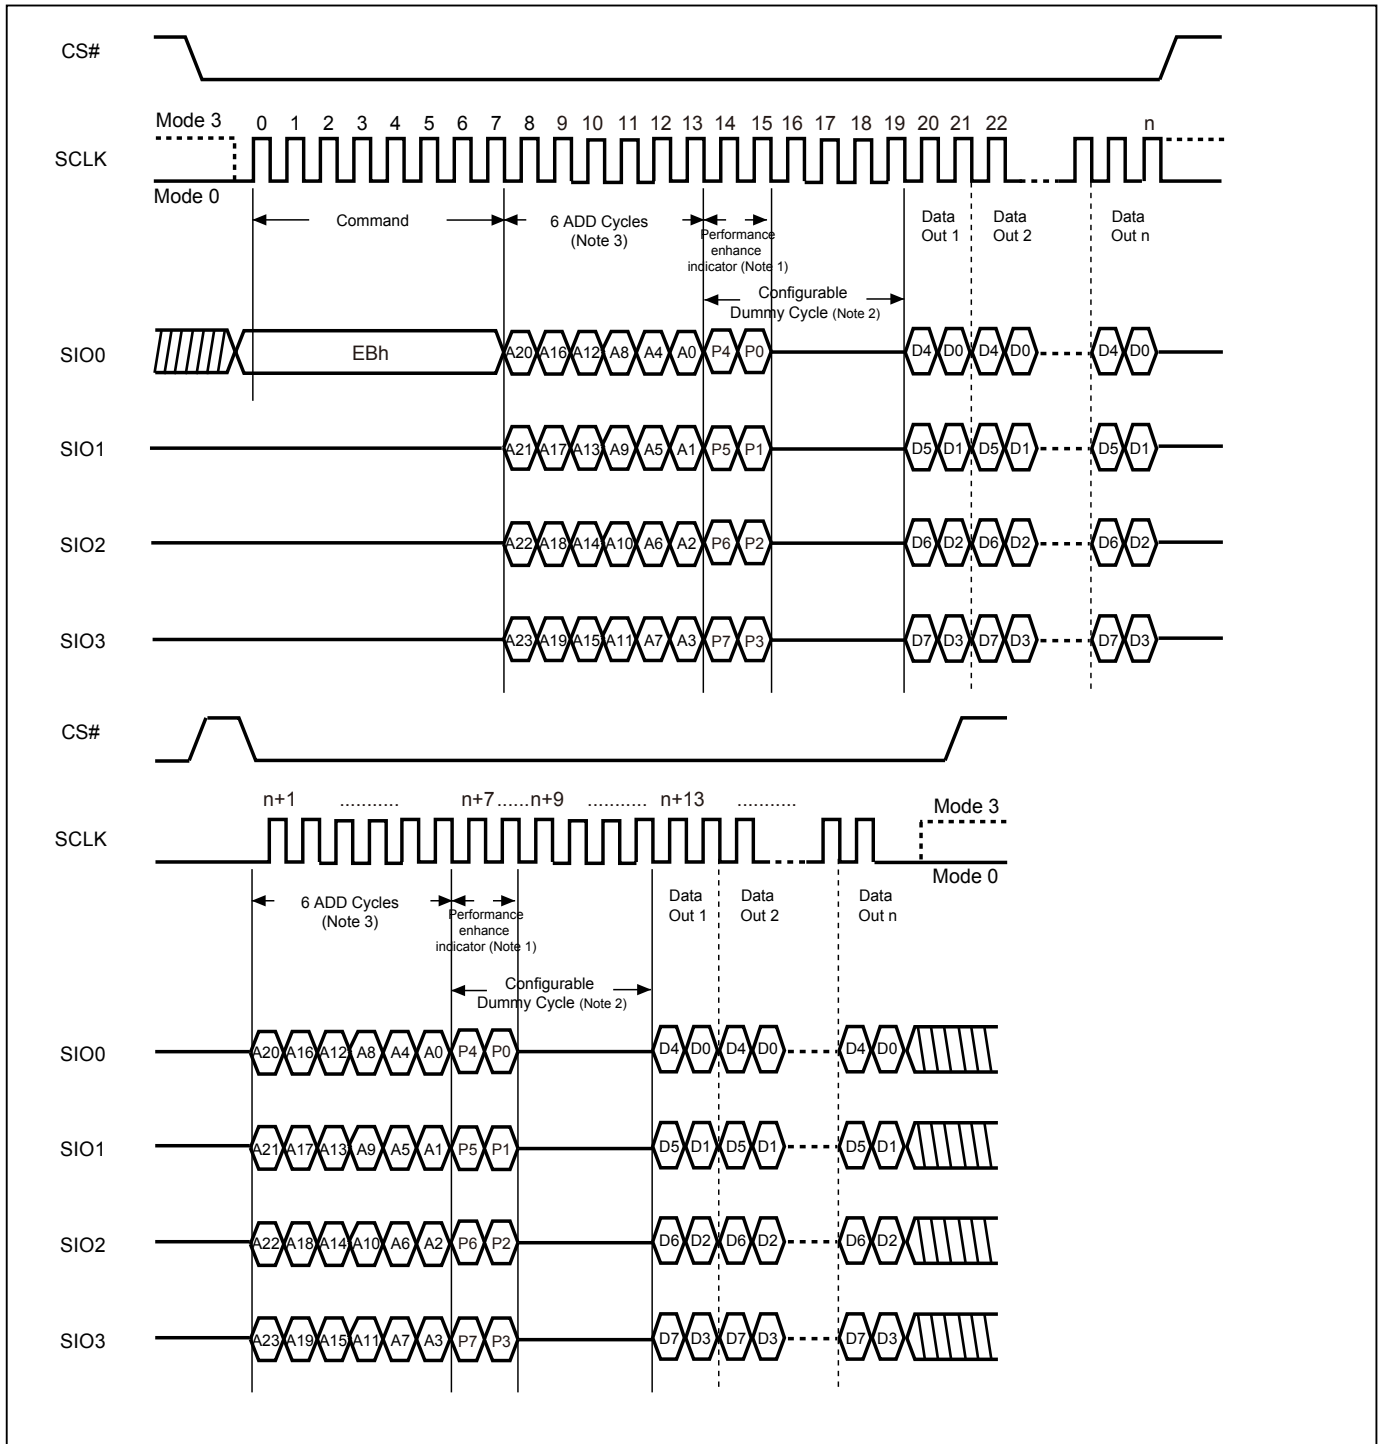 CS#
Mode 3
0 1 2 3 4 5 6 7 8 9 10 11 12 13 14 15 16 17 18 19 20 21 22 n
SCLK
Mode 0
Command
6 ADD Cycles
(Note 3)
Performance
enhance
indicator (Note 1)
Data
Out 1
Data
Out 2
Data
Out n
Configurable
Dummy Cycle (Note 2)
SIO0 EBh A20 A16 A12 A8 A4 A0 P4 P0 D4 D0 D4 D0 D4 D0
SIO1 A21 A17 A13 A9 A5 A1 P5 P1 D5 D1 D5 D1 D5 D1
SIO2 A22 A18 A14 A10 A6 A2 P6 P2 D6 D2 D6 D2 D6 D2
SIO3 A23 A19 A15 A11 A7 A3 P7 P3 D7 D3 D7 D3 D7 D3
CS#
n+1 ........... n+7 ...... n+9 ........... n+13 ...........
Mode 3
SCLK
Mode 0
6 ADD Cycles
(Note 3)
Performance
enhance
indicator (Note 1)
Data
Out 1
Data
Out 2
Data
Out n
Configurable
Dummy Cycle (Note 2)
SIO0 A20 A16 A12 A8 A4 A0 P4 P0 D4 D0 D4 D0 D4 D0
SIO1 A21 A17 A13 A9 A5 A1 P5 P1 D5 D1 D5 D1 D5 D1
SIO2 A22 A18 A14 A10 A6 A2 P6 P2 D6 D2 D6 D2 D6 D2
SIO3 A23 A19 A15 A11 A7 A3 P7 P3 D7 D3 D7 D3 D7 D3